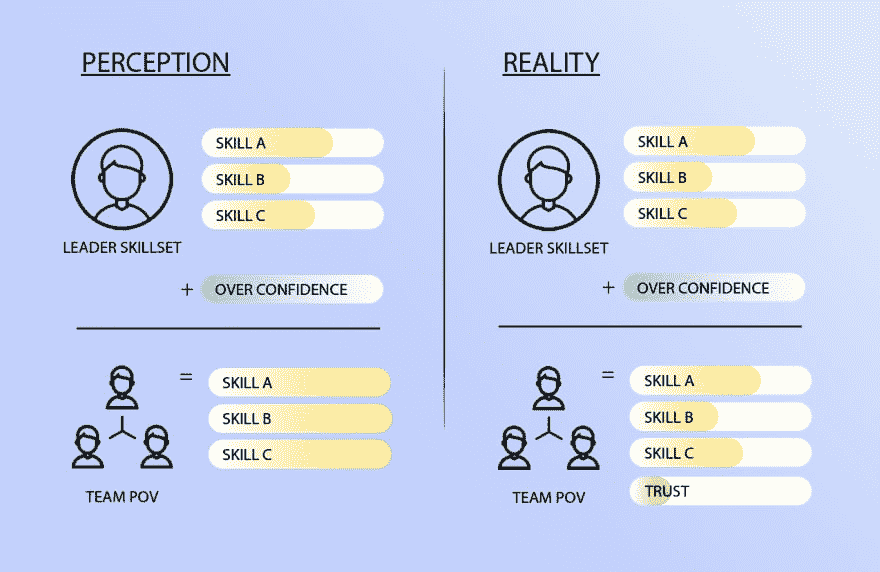 PERCEPTION
SKILL A
SKILL B
SKILL C
LEADER SKILLSET
+ OVER CONFIDENCE
=
SKILL A
SKILL B
SKILL C
TEAM POV
REALITY
SKILL A
SKILL B
SKILL C
LEADER SKILLSET
+ OVER CONFIDENCE
=
SKILL A
SKILL B
SKILL C
TRUST
TEAM POV